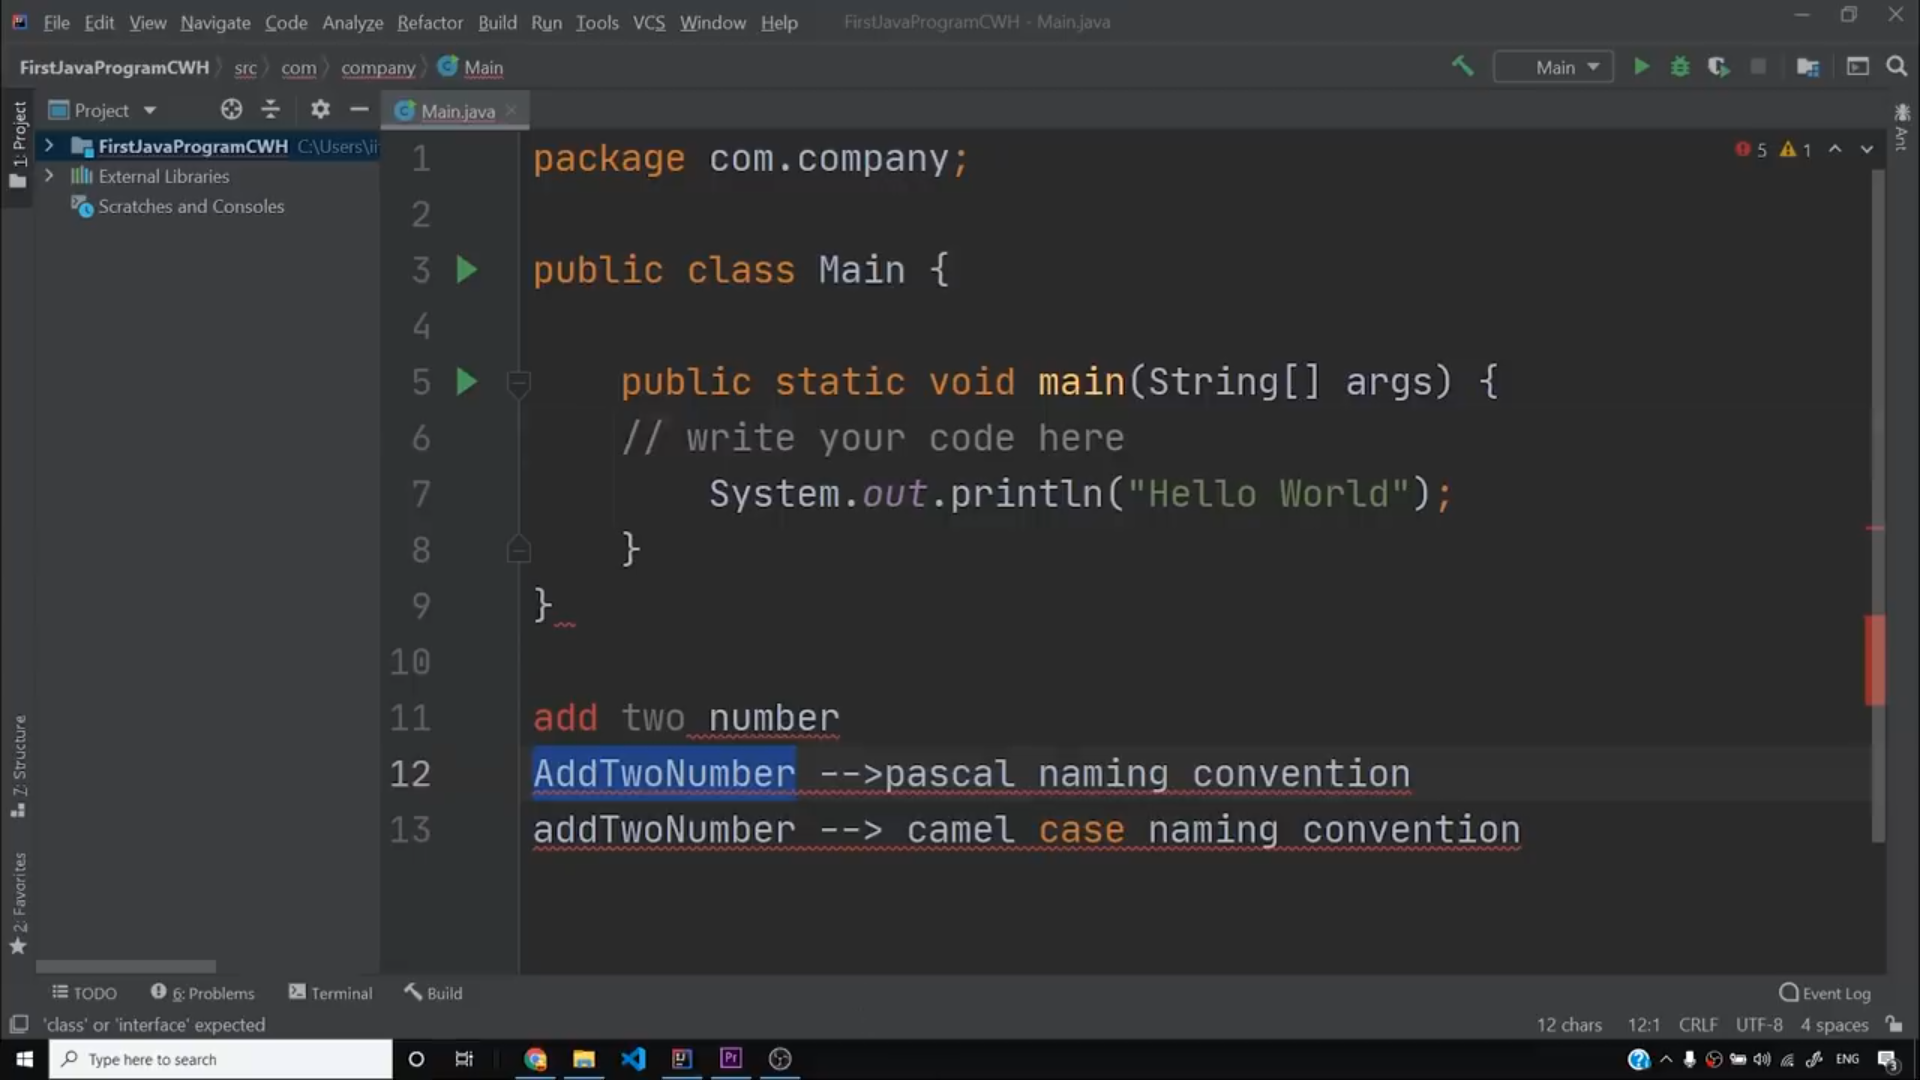 File Edit View Navigate Code Analyze Refactor Build Run Tools VCS Window Help FirstJavaProgramCWH - Main.java
FirstJavaProgramCWH src com company Main
Main
Project
Main.java
1: Project
FirstJavaProgramCWH C:\Users\ii
External Libraries
Scratches and Consoles
Ant
5 1
1 package com.company;
2
3 public class Main {
4
5 public static void main(String[] args) {
6 // write your code here
7 System.out.println("Hello World");
8 }
9 }
10
11 add two number
12 AddTwoNumber -->pascal naming convention
13 addTwoNumber --> camel case naming convention
Z: Structure
2: Favorites
TODO 6: Problems Terminal Build Event Log
'class' or 'interface' expected 12 chars 12:1 CRLF UTF-8 4 spaces
Type here to search Pr ENG 3